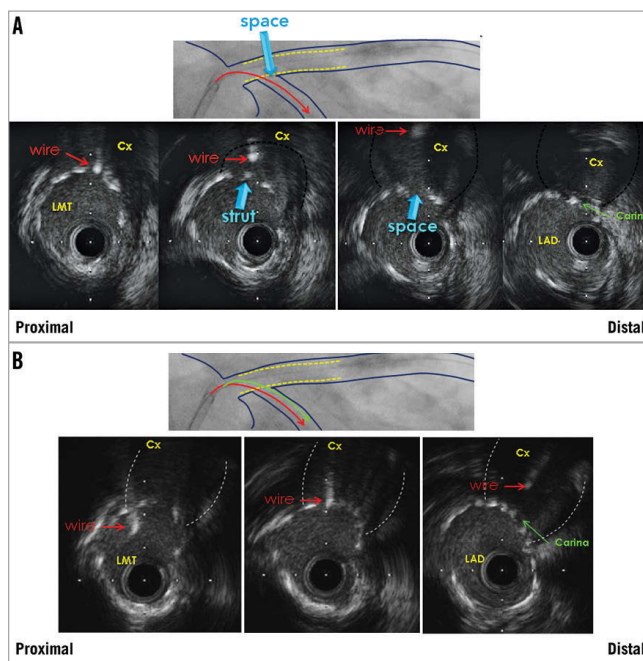 A
space
wire
Cx
LMT
wire
Cx
strut
wire
Cx
space
Cx
Carina
LAD
Proximal
Distal
B
Cx
wire
LMT
Cx
wire
Cx
wire
Carina
LAD
Proximal
Distal